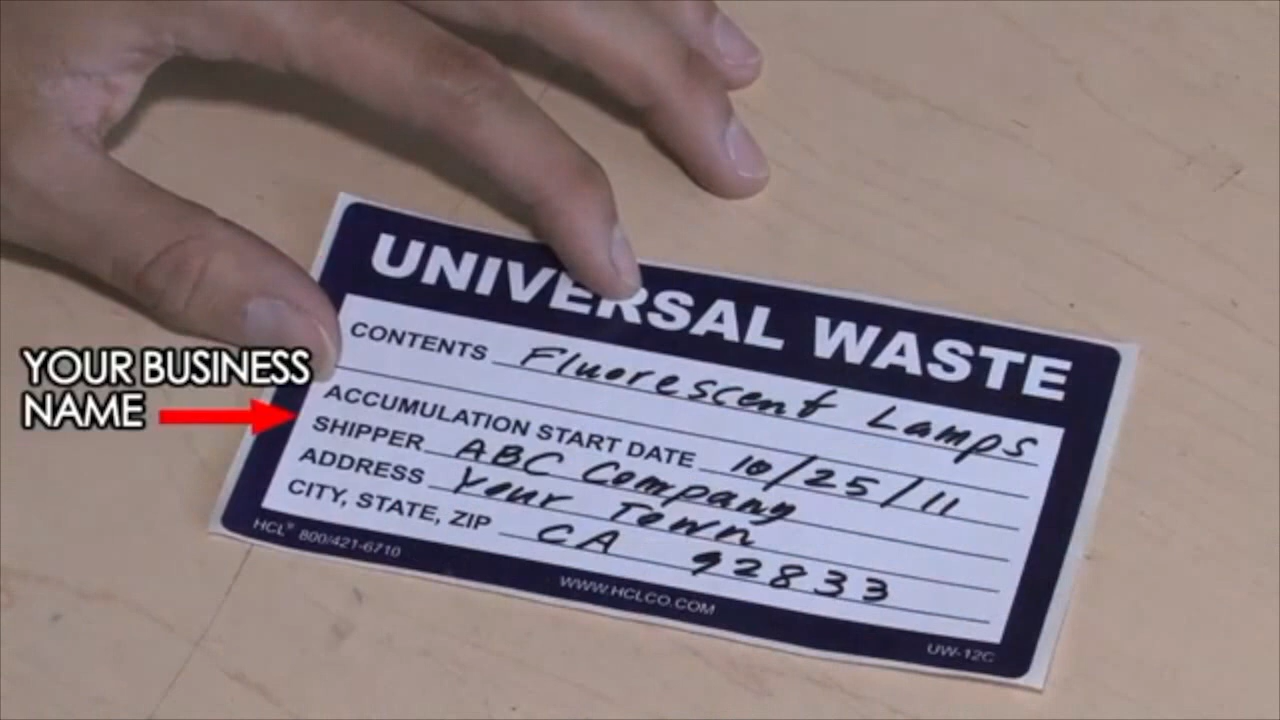 UNIVERSAL WASTE
CONTENTS Fluorescent Lamps
ACCUMULATION START DATE 10/25/11
SHIPPER ABC Company
ADDRESS Your Town
CITY, STATE, ZIP CA 92833
HCL® 800/421-6710
WWW.HCLCO.COM
UW-12C
YOUR BUSINESS
NAME